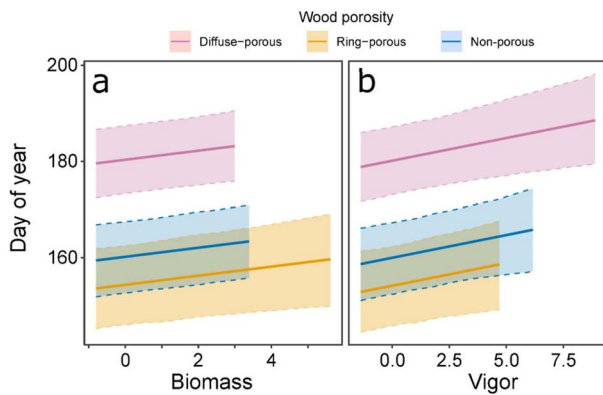 Wood porosity
Diffuse-porous Ring-porous Non-porous
a b
Day of year
200
180
160
0 2 4
0.0 2.5 5.0 7.5
Biomass Vigor